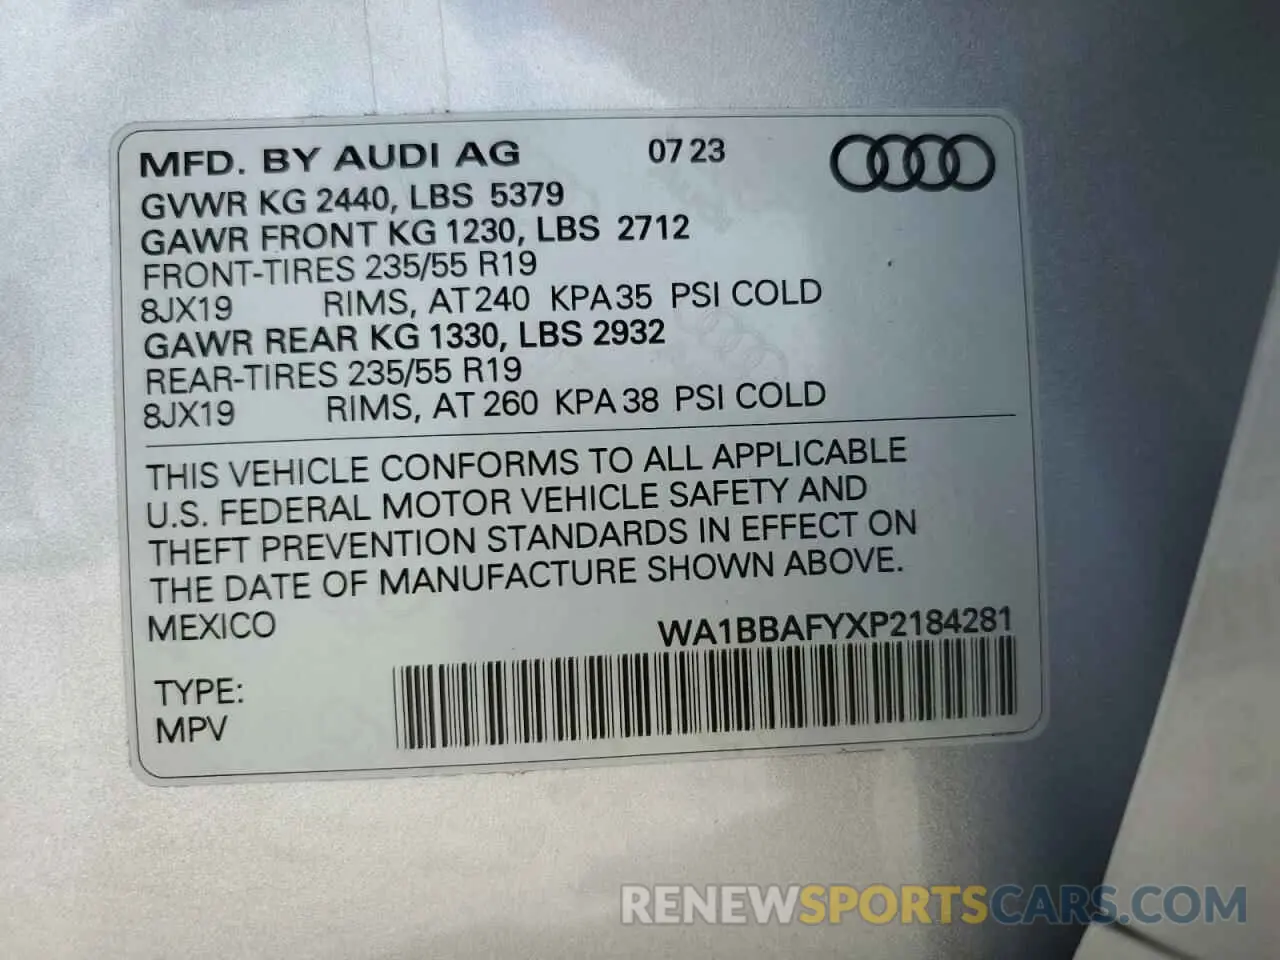 MFD. BY AUDI AG 07 23
GVWR KG 2440, LBS 5379
GAWR FRONT KG 1230, LBS 2712
FRONT-TIRES 235/55 R19
8JX19 RIMS, AT 240 KPA 35 PSI COLD
GAWR REAR KG 1330, LBS 2932
REAR-TIRES 235/55 R19
8JX19 RIMS, AT 260 KPA 38 PSI COLD
THIS VEHICLE CONFORMS TO ALL APPLICABLE
U.S. FEDERAL MOTOR VEHICLE SAFETY AND
THEFT PREVENTION STANDARDS IN EFFECT ON
THE DATE OF MANUFACTURE SHOWN ABOVE.
MEXICO WA1BBAFYXP2184281
TYPE:
MPV
RENEWSPORTSCARS.COM